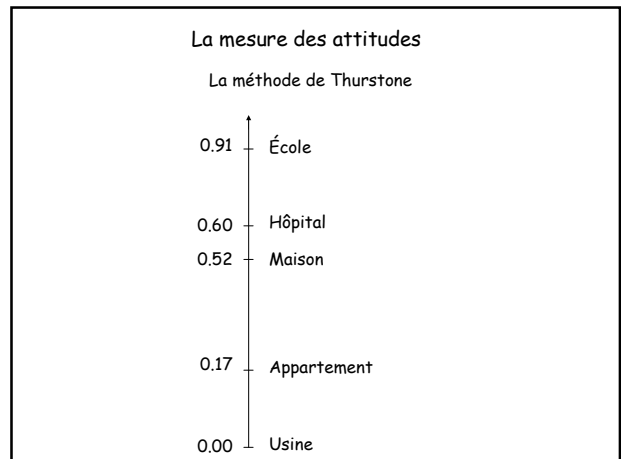 La mesure des attitudes
La méthode de Thurstone
0.91 École
0.60 Hôpital
0.52 Maison
0.17 Appartement
0.00 Usine